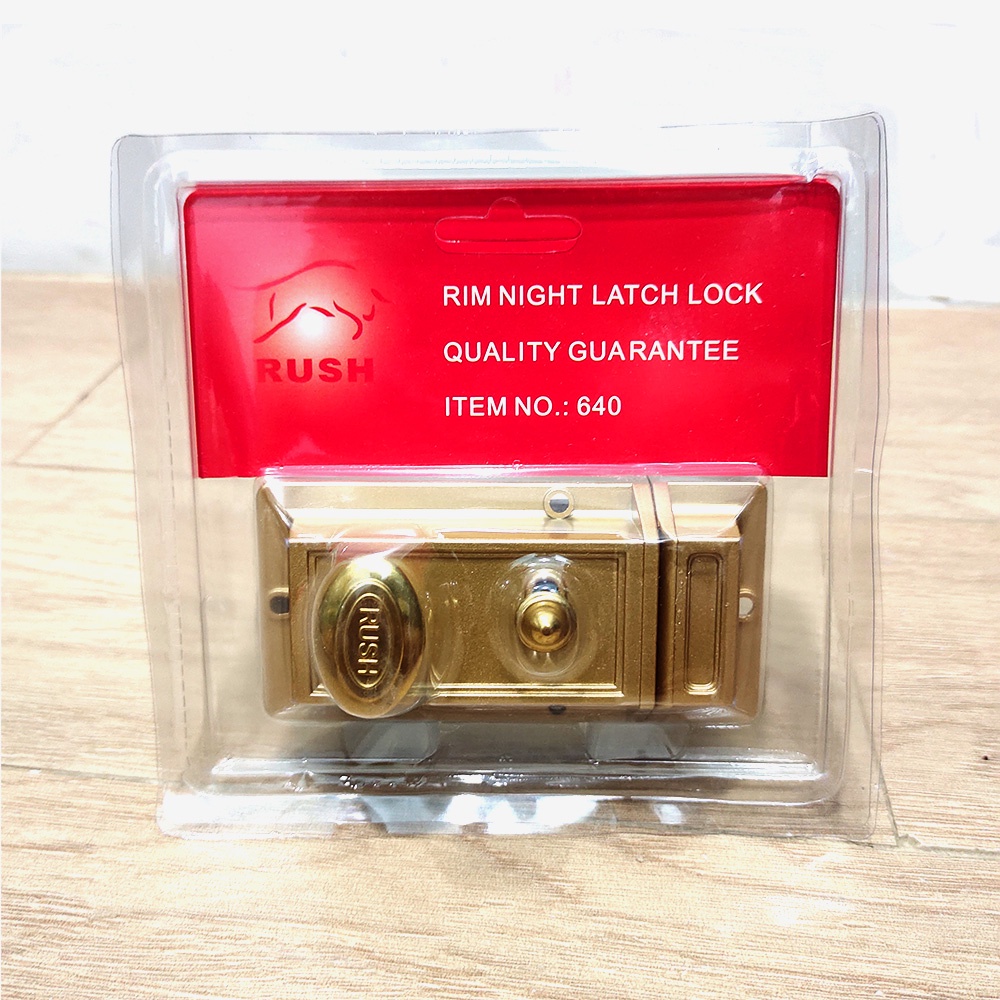 RUSH
RIM NIGHT LATCH LOCK
QUALITY GUARANTEE
ITEM NO.: 640
RUSH